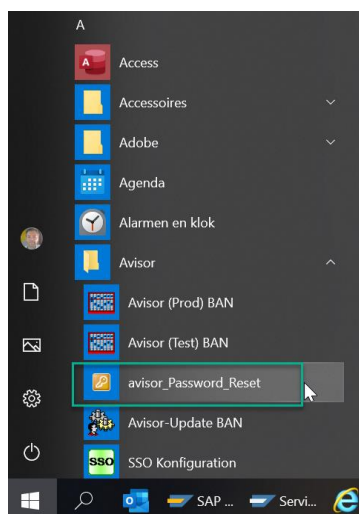 A
Access
Accessoires
Adobe
Agenda
Alarmen en klok
Avisor
Avisor (Prod) BAN
Avisor (Test) BAN
avisor_Password_Reset
Avisor-Update BAN
SSO SSO Konfiguration
SAP ... Servi...